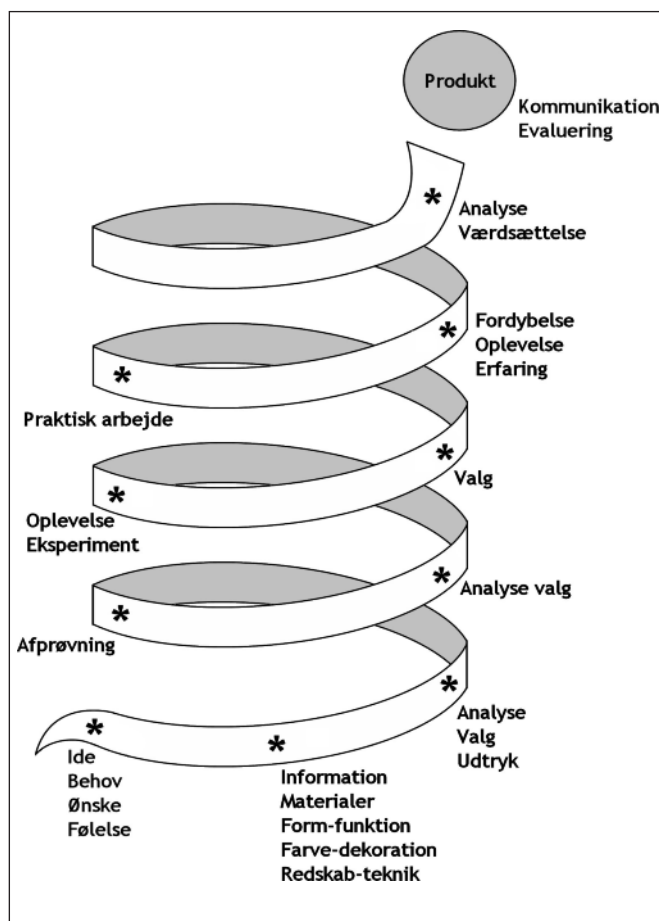 Produkt
Kommunikation
Evaluering
*
Analyse
Værdsættelse
*
Fordybelse
Oplevelse
Erfaring
*
Praktisk arbejde
*
Valg
*
Oplevelse
Eksperiment
*
Analyse valg
*
Afprøvning
*
Analyse
Valg
Udtryk
*
Ide
Behov
Ønske
Følelse
*
Information
Materialer
Form-funktion
Farve-dekoration
Redskab-teknik